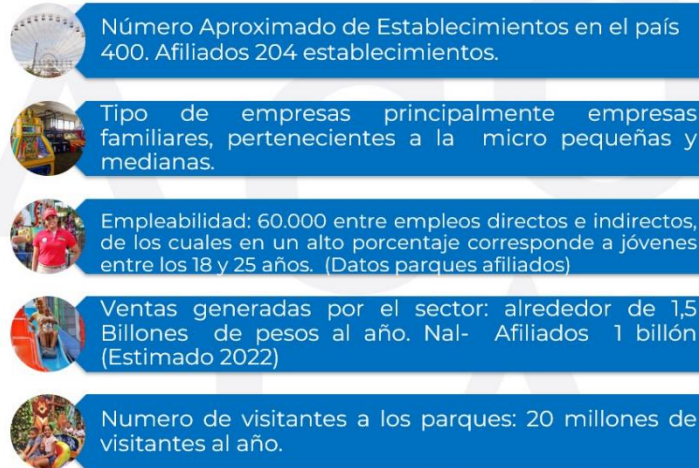 Número Aproximado de Establecimientos en el país
400. Afiliados 204 establecimientos.
Tipo de empresas principalmente empresas
familiares, pertenecientes a la micro pequeñas y
medianas.
Empleabilidad: 60.000 entre empleos directos e indirectos,
de los cuales en un alto porcentaje corresponde a jóvenes
entre los 18 y 25 años. (Datos parques afiliados)
Ventas generadas por el sector: alrededor de 1,5
Billones de pesos al año. Nal- Afiliados 1 billón
(Estimado 2022)
Numero de visitantes a los parques: 20 millones de
visitantes al año.